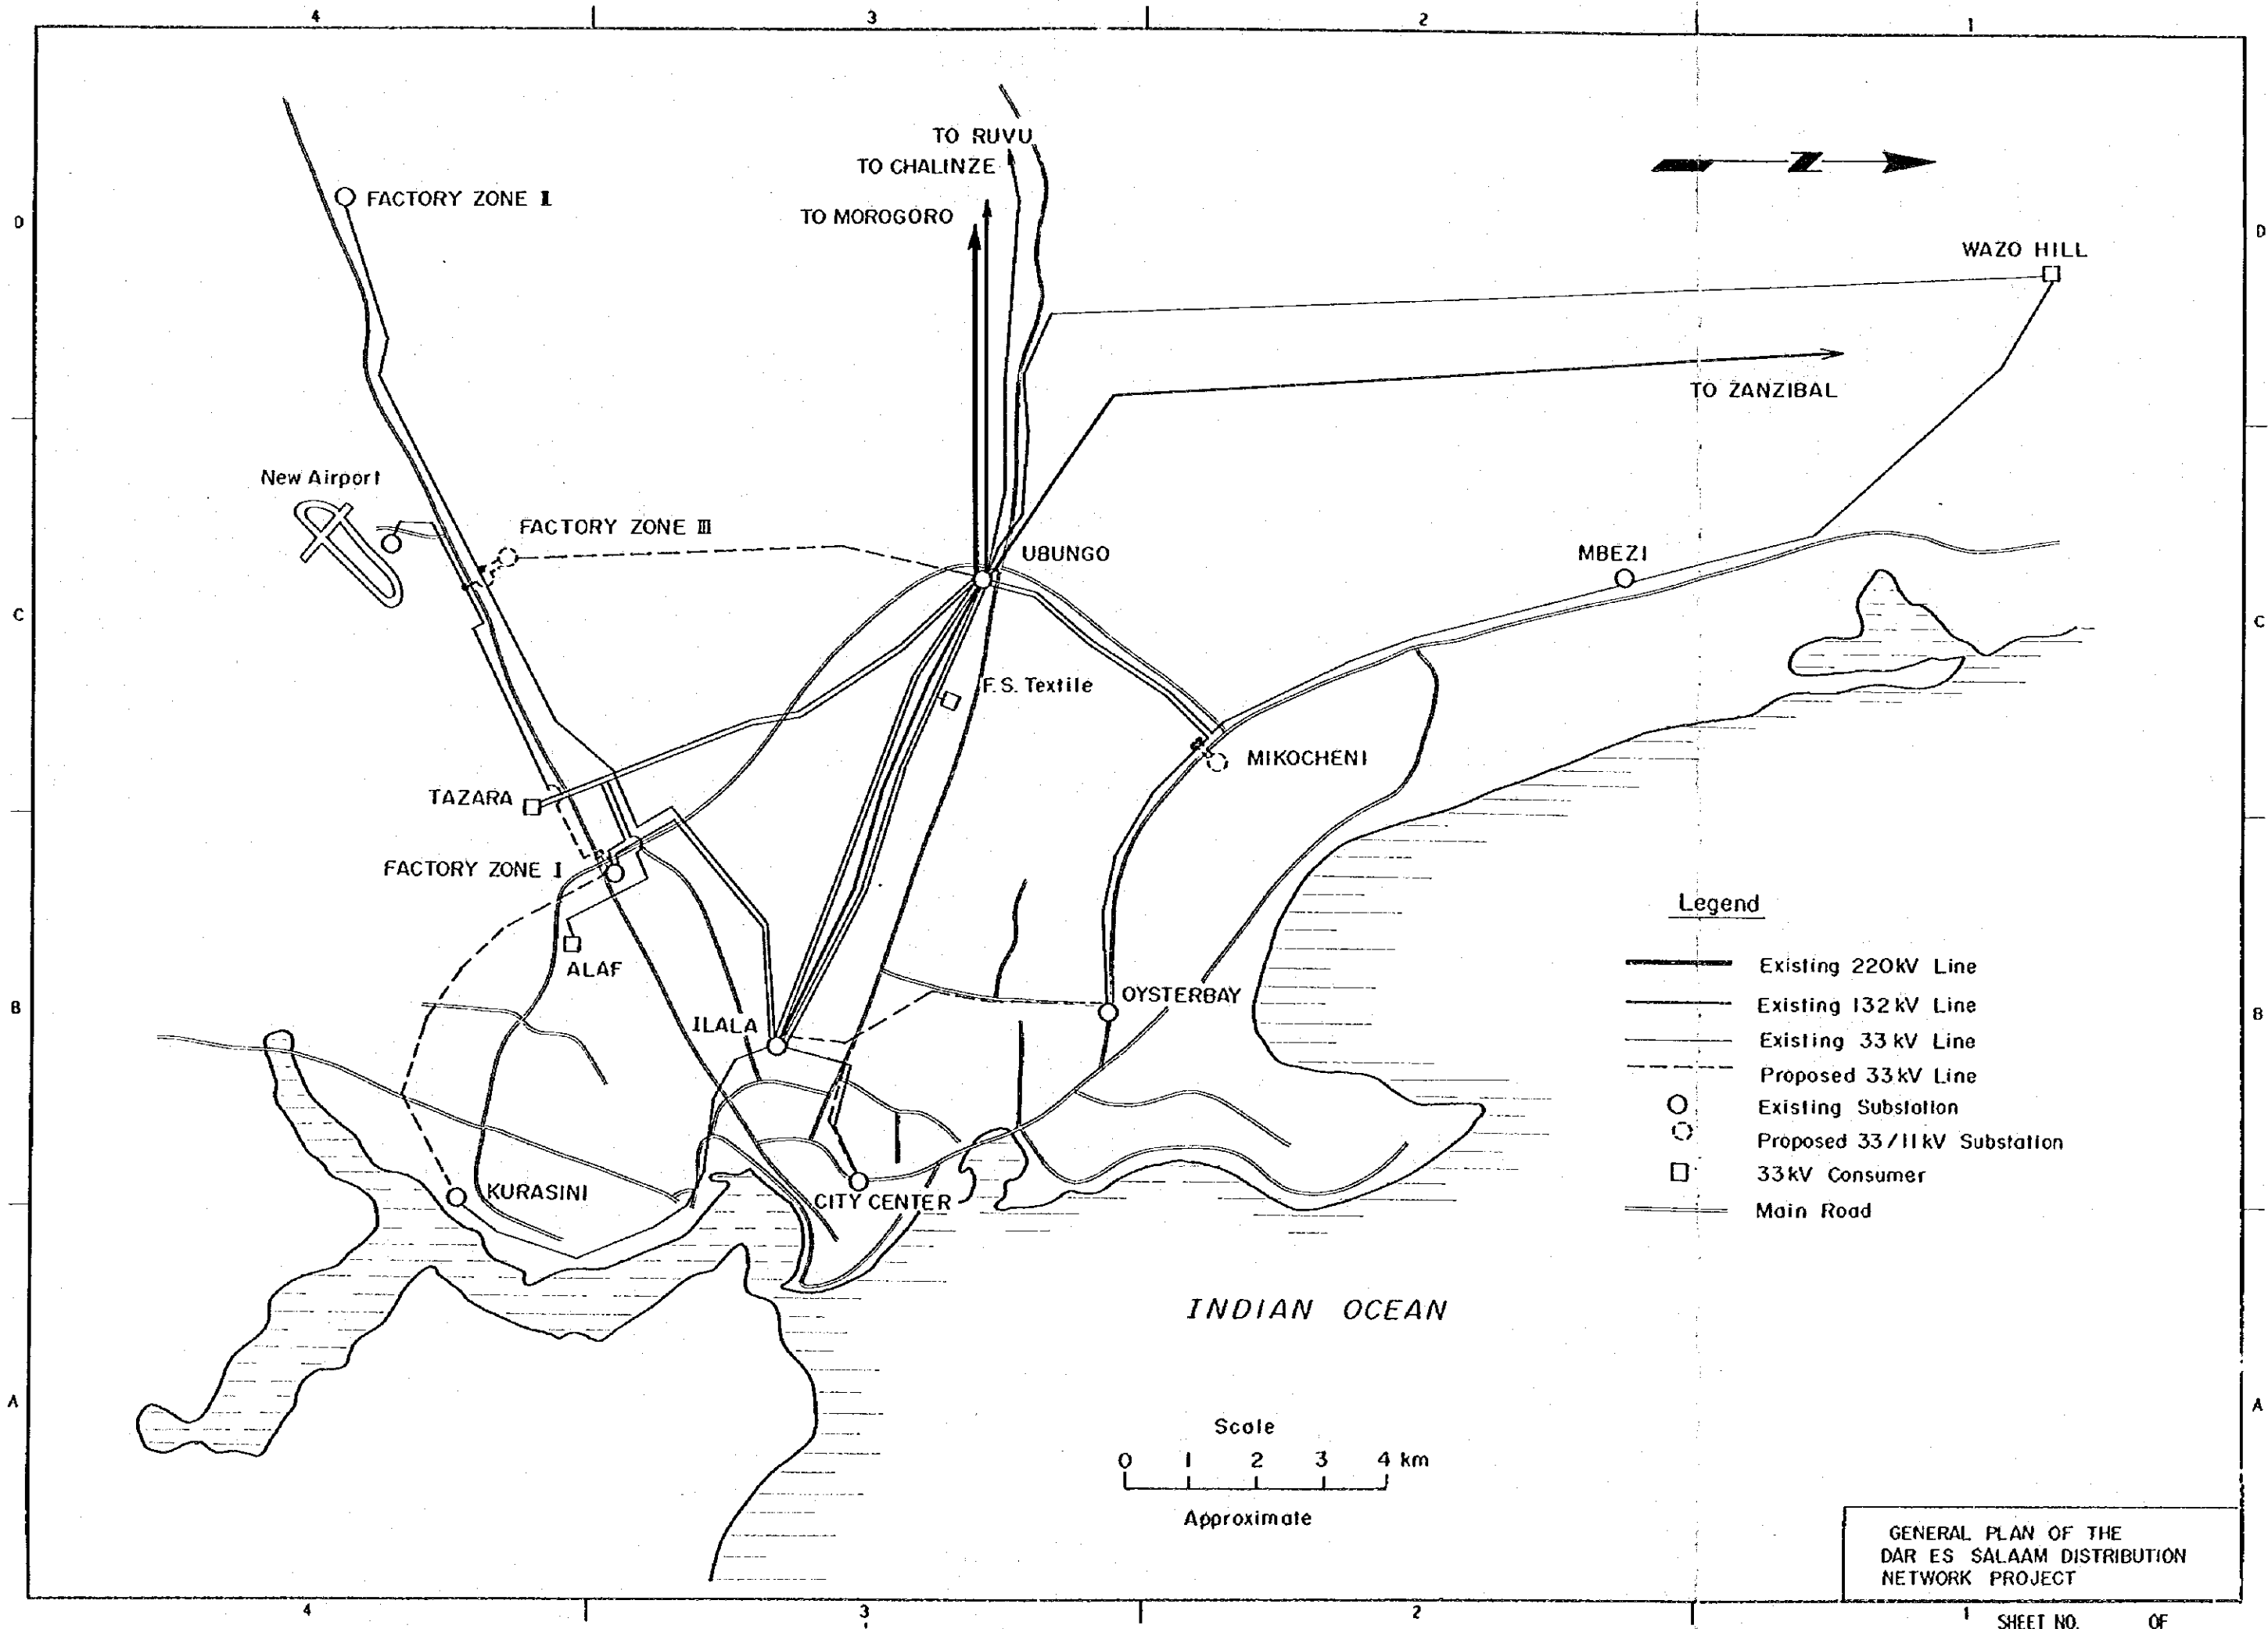 4 3 2 1
TO RUVU
TO CHALINZE
TO MOROGORO
Z
D
D
FACTORY ZONE II
WAZO HILL
TO ZANZIBAL
New Airport
FACTORY ZONE III
UBUNGO
MBEZI
C
C
F.S. Textile
MIKOCHENI
TAZARA
FACTORY ZONE I
ALAF
ILALA
OYSTERBAY
B
B
KURASINI
CITY CENTER
Legend
Existing 220kV Line
Existing 132kV Line
Existing 33kV Line
Proposed 33kV Line
Existing Substation
Proposed 33/11kV Substation
33kV Consumer
Main Road
INDIAN OCEAN
A
A
Scale
0 1 2 3 4 km
Approximate
GENERAL PLAN OF THE
DAR ES SALAAM DISTRIBUTION
NETWORK PROJECT
4 3 2 1
SHEET NO. OF